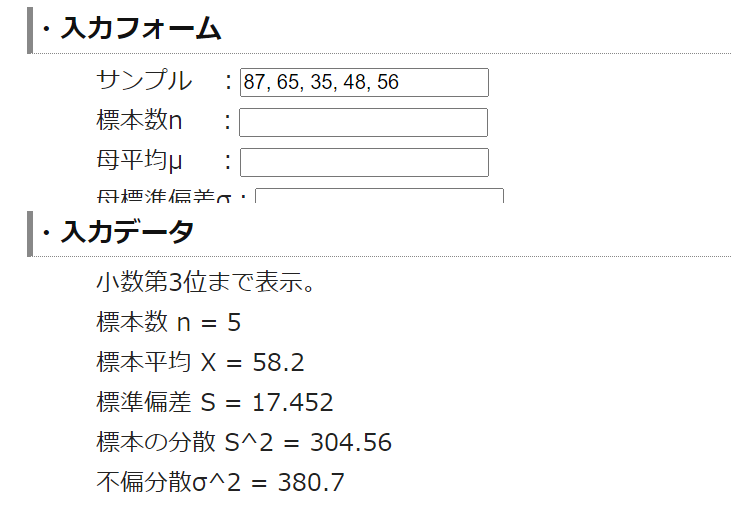 ・入力フォーム
サンプル ：87, 65, 35, 48, 56
標本数n ：
母平均μ ：
母標準偏差σ：
・入力データ
小数第3位まで表示。
標本数 n = 5
標本平均 X = 58.2
標準偏差 S = 17.452
標本の分散 S^2 = 304.56
不偏分散σ^2 = 380.7